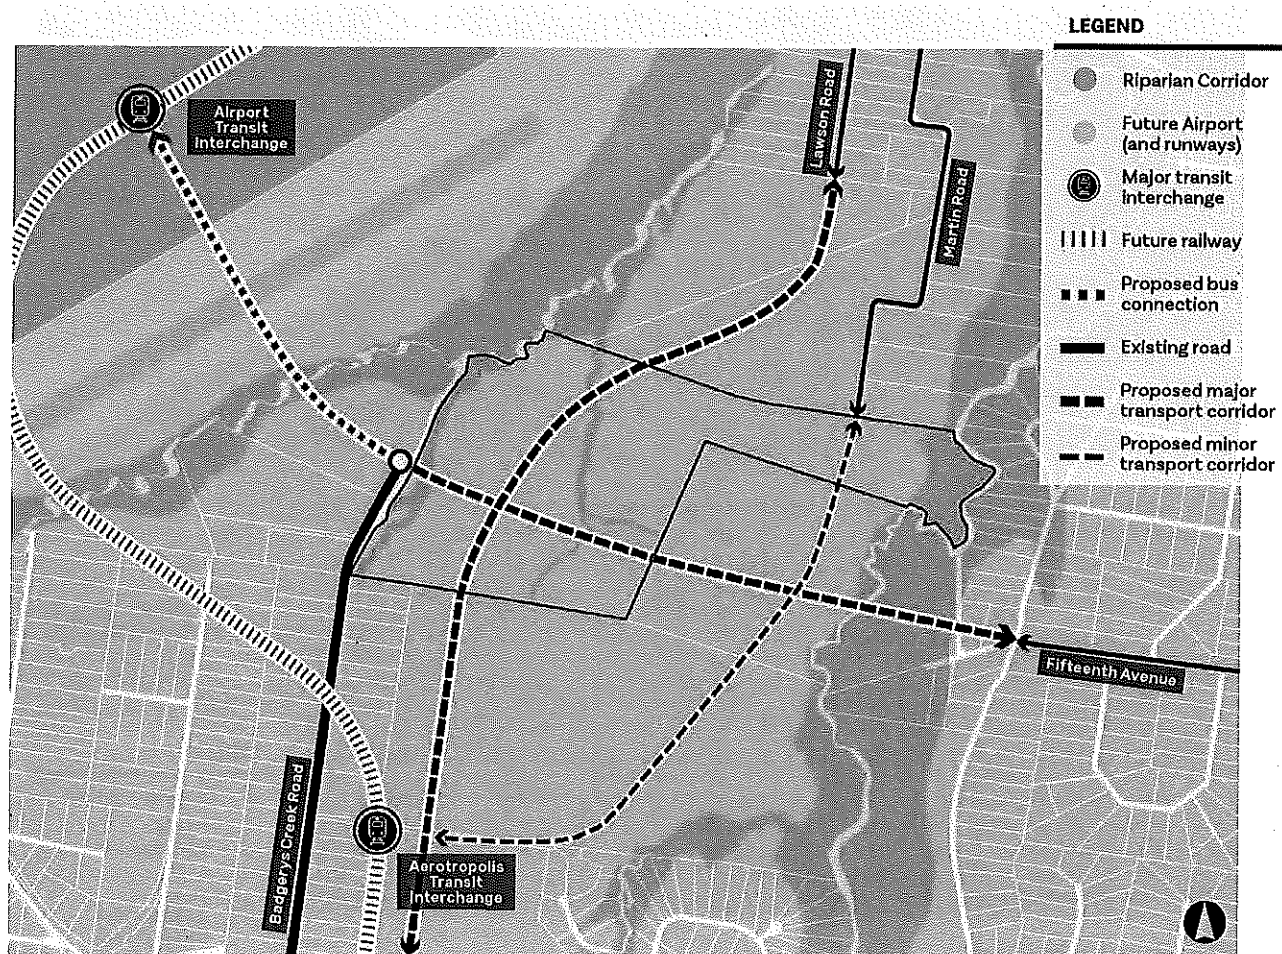 LEGEND
Riparian Corridor
Future Airport
(and runways)
Major transit
interchange
Future railway
Proposed bus
connection
Existing road
Proposed major
transport corridor
Proposed minor
transport corridor
Airport
Transit
Interchange
Lawson Road
Martin Road
Fifteenth Avenue
Badgerys Creek Road
Aerotropolis
Transit
Interchange